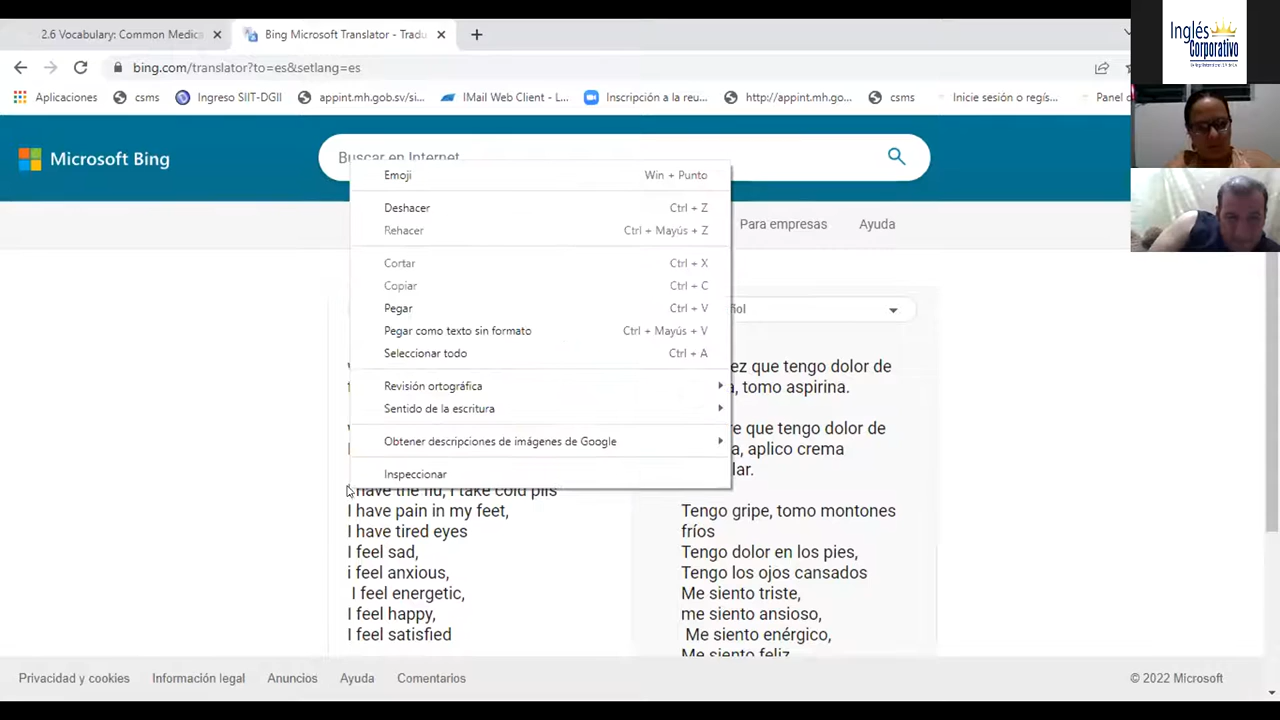 2.6 Vocabulary: Common Medica
Bing Microsoft Translator - Tradu
bing.com/translator?to=es&setlang=es
Aplicaciones
csms
Ingreso SIIT-DGII
appint.mh.gob.sv/si...
IMail Web Client - L...
Inscripción a la reu...
http://appint.mh.go...
csms
Inicie sesión o regís...
Panel d
Inglés
Corporativo
Microsoft Bing
Buscar en Internet
Para empresas
Ayuda
Emoji Win + Punto
Deshacer Ctrl + Z
Rehacer Ctrl + Mayús + Z
Cortar Ctrl + X
Copiar Ctrl + C
Pegar Ctrl + V
Pegar como texto sin formato Ctrl + Mayús + V
Seleccionar todo Ctrl + A
Revisión ortográfica
Sentido de la escritura
Obtener descripciones de imágenes de Google
Inspeccionar
I have the flu, I take cold pils
I have pain in my feet,
I have tired eyes
I feel sad,
i feel anxious,
I feel energetic,
I feel happy,
I feel satisfied
ñol
ez que tengo dolor de
a, tomo aspirina.
re que tengo dolor de
a, aplico crema
lar.
Tengo gripe, tomo montones
fríos
Tengo dolor en los pies,
Tengo los ojos cansados
Me siento triste,
me siento ansioso,
Me siento enérgico,
Me siento feliz
Privacidad y cookies
Información legal
Anuncios
Ayuda
Comentarios
© 2022 Microsoft